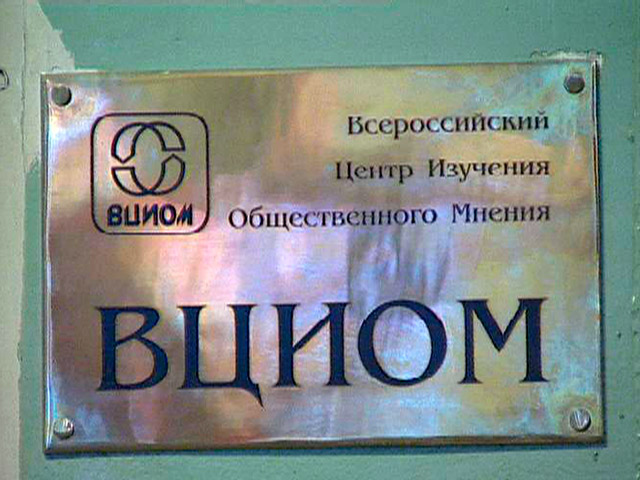 Всероссийский
Центр Изучения
Общественного Мнения
ВЦИОМ
ВЦИОМ